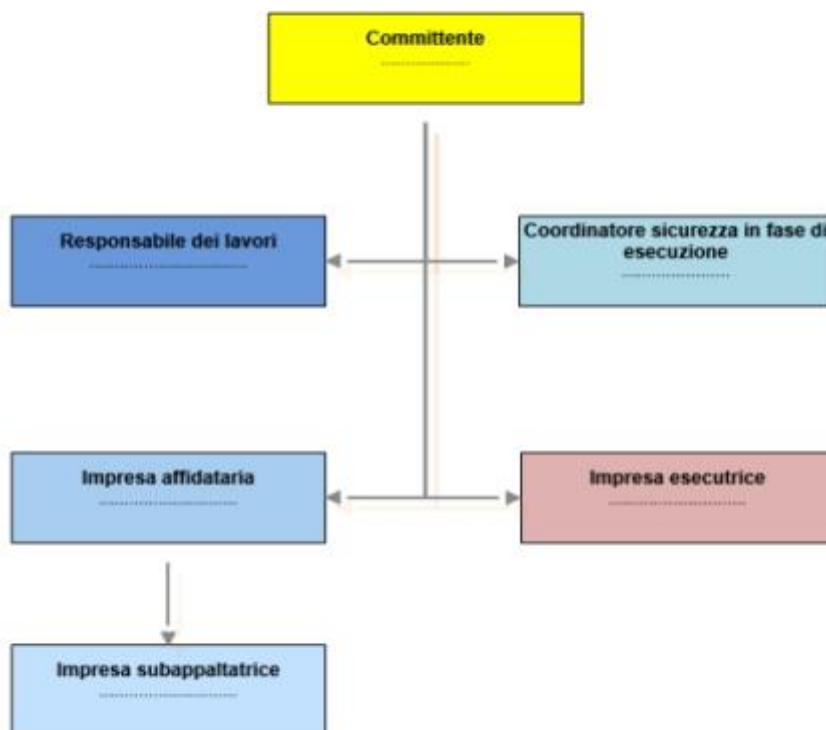 Committente
....................
Responsabile dei lavori
....................................
Coordinatore sicurezza in fase di
esecuzione
.........................
Impresa affidataria
................................
Impresa esecutrice
................................
Impresa subappaltatrice
................................